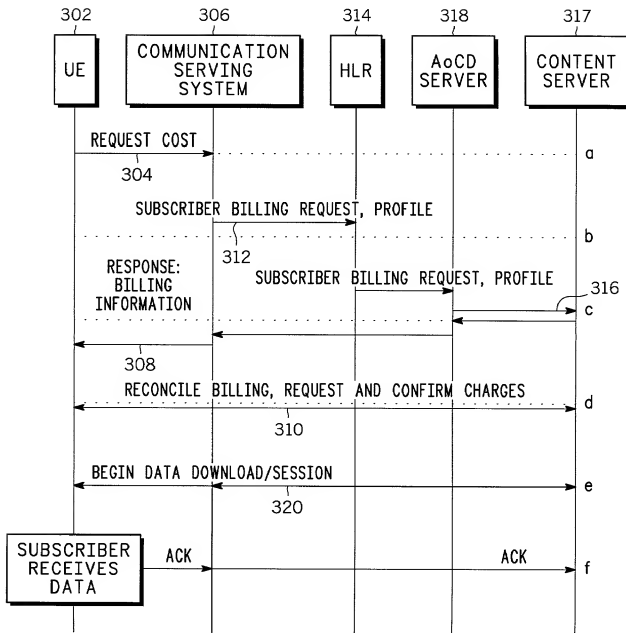 302 306 314 318 317
UE
COMMUNICATION
SERVING
SYSTEM
HLR
AoCD
SERVER
CONTENT
SERVER
REQUEST COST
304
a
SUBSCRIBER BILLING REQUEST, PROFILE
312
b
RESPONSE:
BILLING
INFORMATION
SUBSCRIBER BILLING REQUEST, PROFILE
316
c
308
RECONCILE BILLING, REQUEST AND CONFIRM CHARGES
310
d
BEGIN DATA DOWNLOAD/SESSION
320
e
SUBSCRIBER
RECEIVES
DATA
ACK ACK f